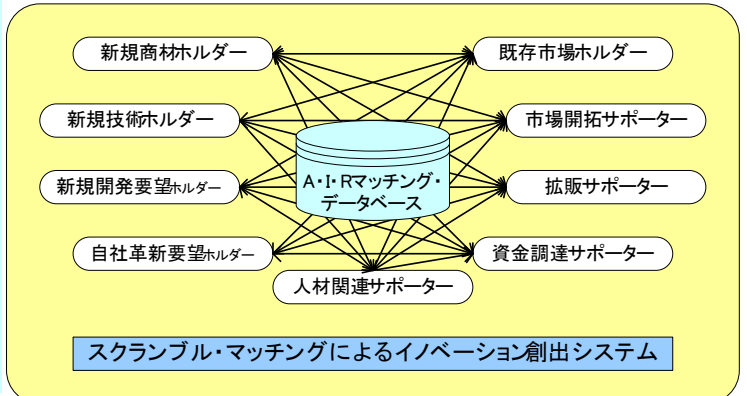 新規商材ホルダー
既存市場ホルダー
新規技術ホルダー
市場開拓サポーター
A・I・Rマッチング・
データベース
新規開発要望ホルダー
拡販サポーター
自社革新要望ホルダー
資金調達サポーター
人材関連サポーター
スクランブル・マッチングによるイノベーション創出システム